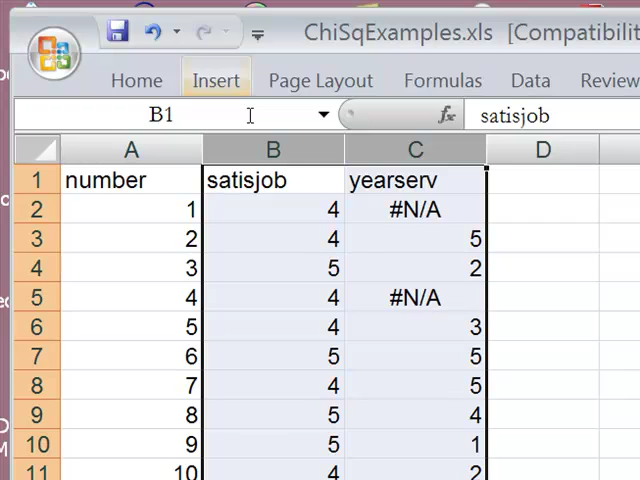 ChiSqExamples.xls [Compatibilit
Home Insert Page Layout Formulas Data Review
B1 fx satisjob
A B C D
1 number satisjob yearserv
2 1 4 #N/A
3 2 4 5
4 3 5 2
5 4 4 #N/A
6 5 4 3
7 6 5 5
8 7 4 5
9 8 5 4
10 9 5 1
11 10 4 2